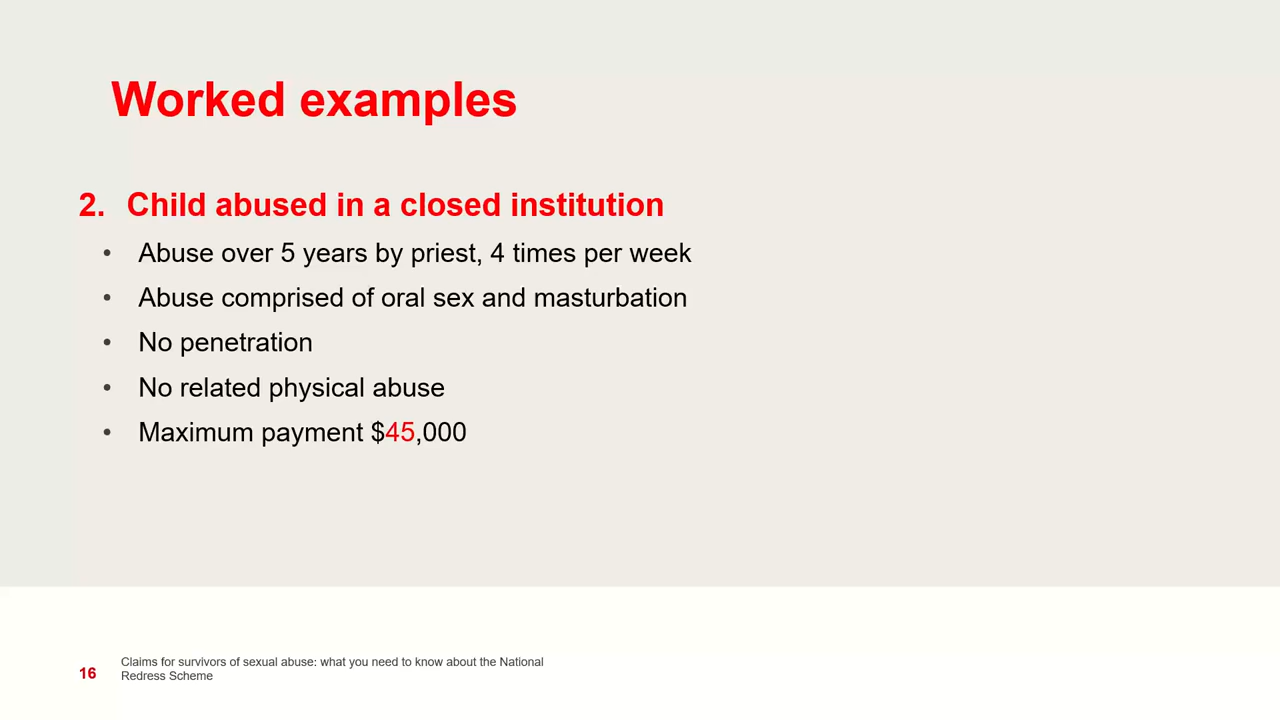 Worked examples
2. Child abused in a closed institution
• Abuse over 5 years by priest, 4 times per week
• Abuse comprised of oral sex and masturbation
• No penetration
• No related physical abuse
• Maximum payment $45,000
16
Claims for survivors of sexual abuse: what you need to know about the National
Redress Scheme